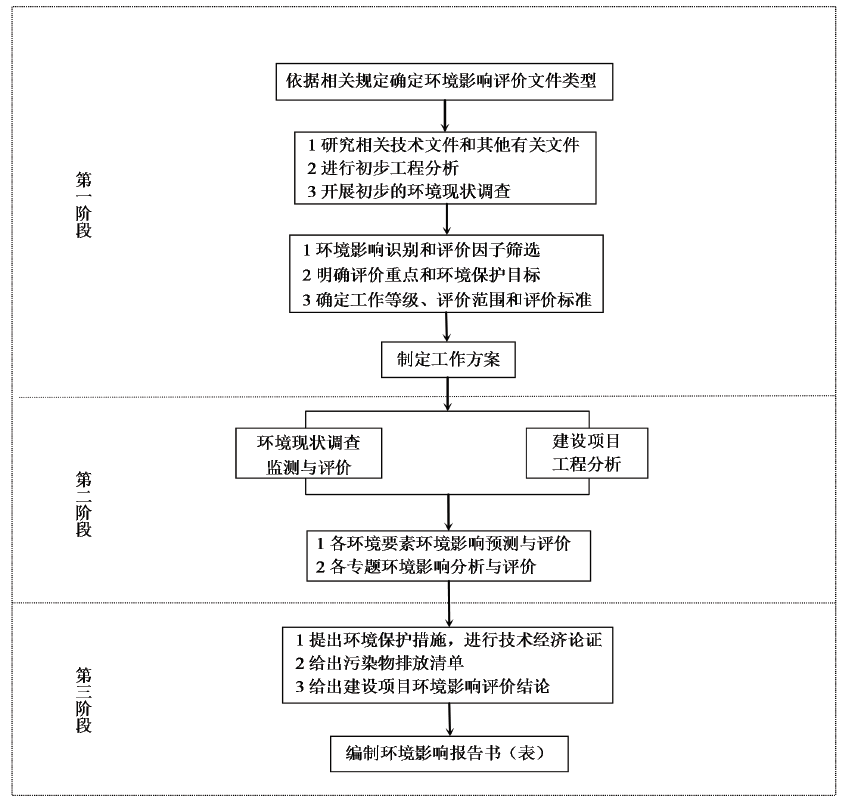 依据相关规定确定环境影响评价文件类型
1 研究相关技术文件和其他有关文件
2 进行初步工程分析
3 开展初步的环境现状调查
第一阶段
1 环境影响识别和评价因子筛选
2 明确评价重点和环境保护目标
3 确定工作等级、评价范围和评价标准
制定工作方案
环境现状调查
监测与评价
建设项目
工程分析
第二阶段
1 各环境要素环境影响预测与评价
2 各专题环境影响分析与评价
1 提出环境保护措施，进行技术经济论证
2 给出污染物排放清单
3 给出建设项目环境影响评价结论
第三阶段
编制环境影响报告书（表）